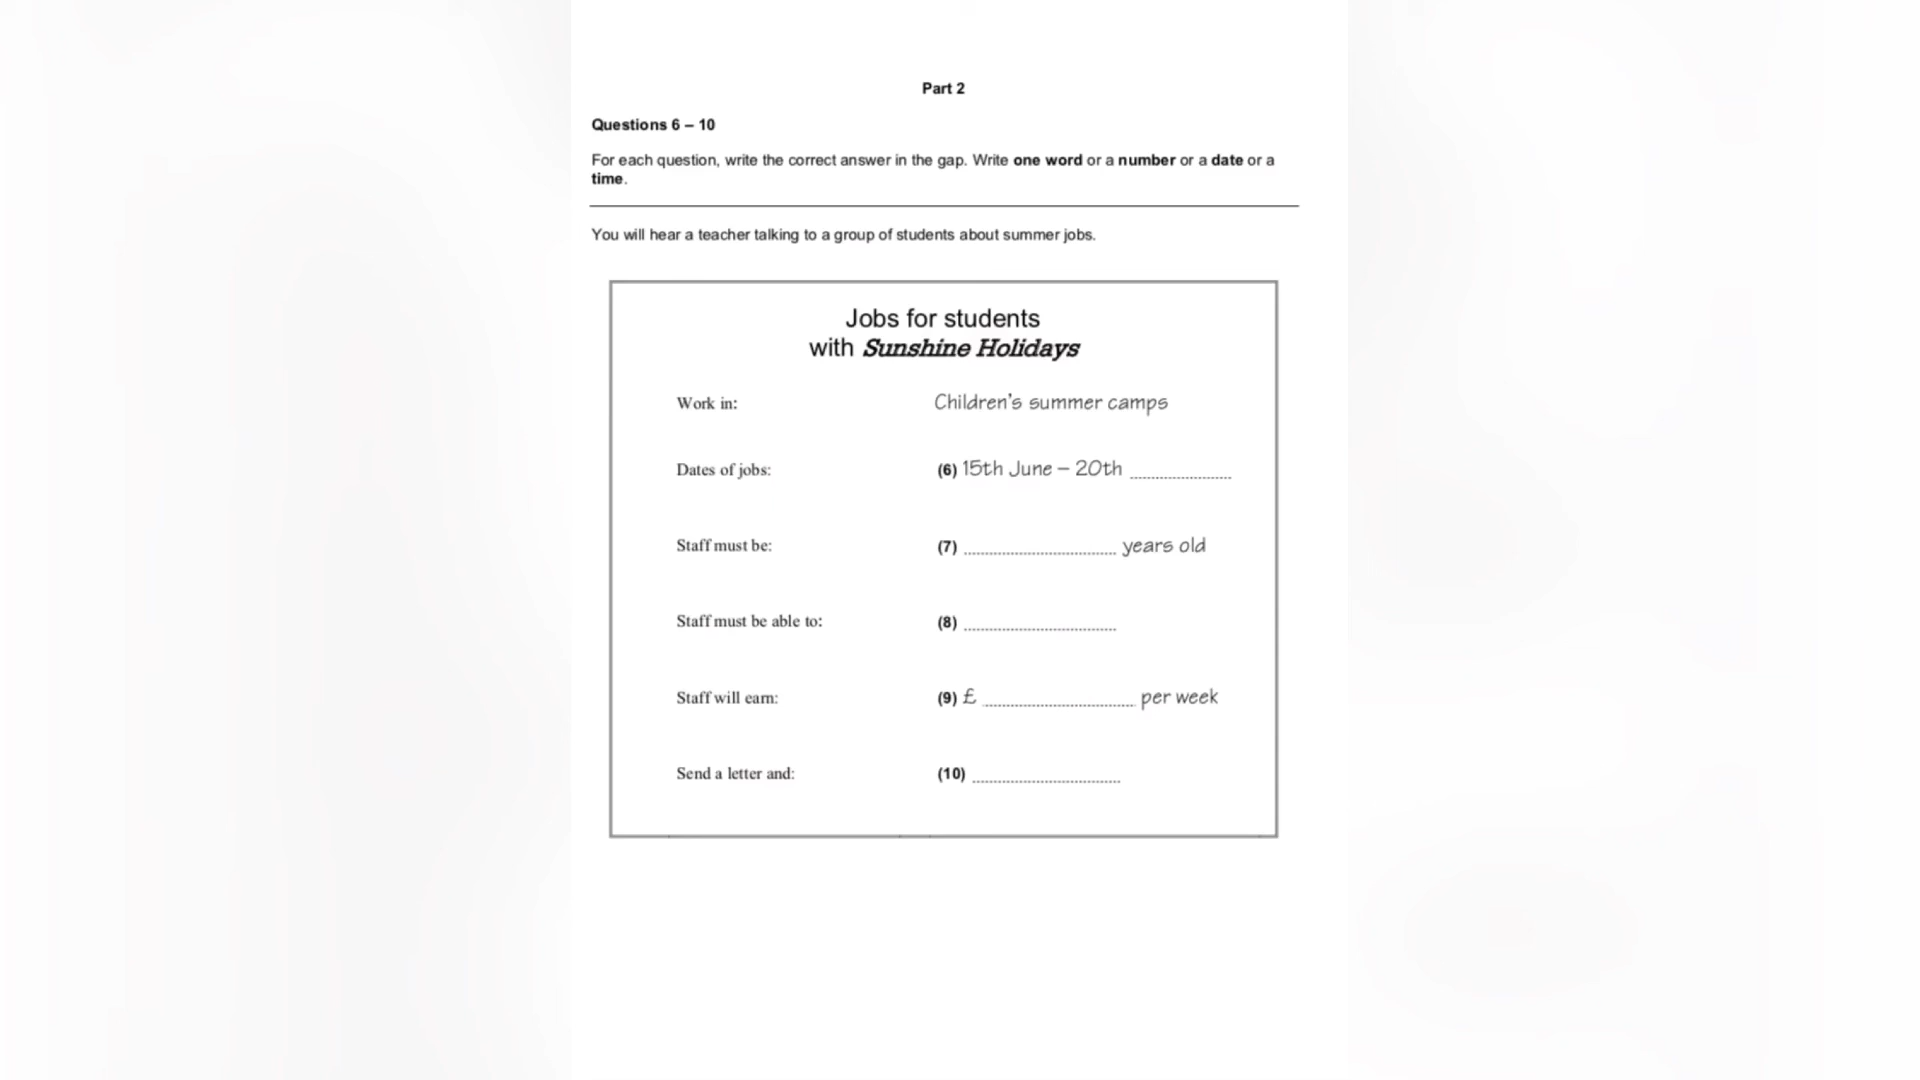 Part 2
Questions 6 – 10
For each question, write the correct answer in the gap. Write one word or a number or a date or a
time.
You will hear a teacher talking to a group of students about summer jobs.
Jobs for students
with Sunshine Holidays
Work in: Children's summer camps
Dates of jobs: (6) 15th June – 20th
Staff must be: (7) years old
Staff must be able to: (8)
Staff will earn: (9) £ per week
Send a letter and: (10)